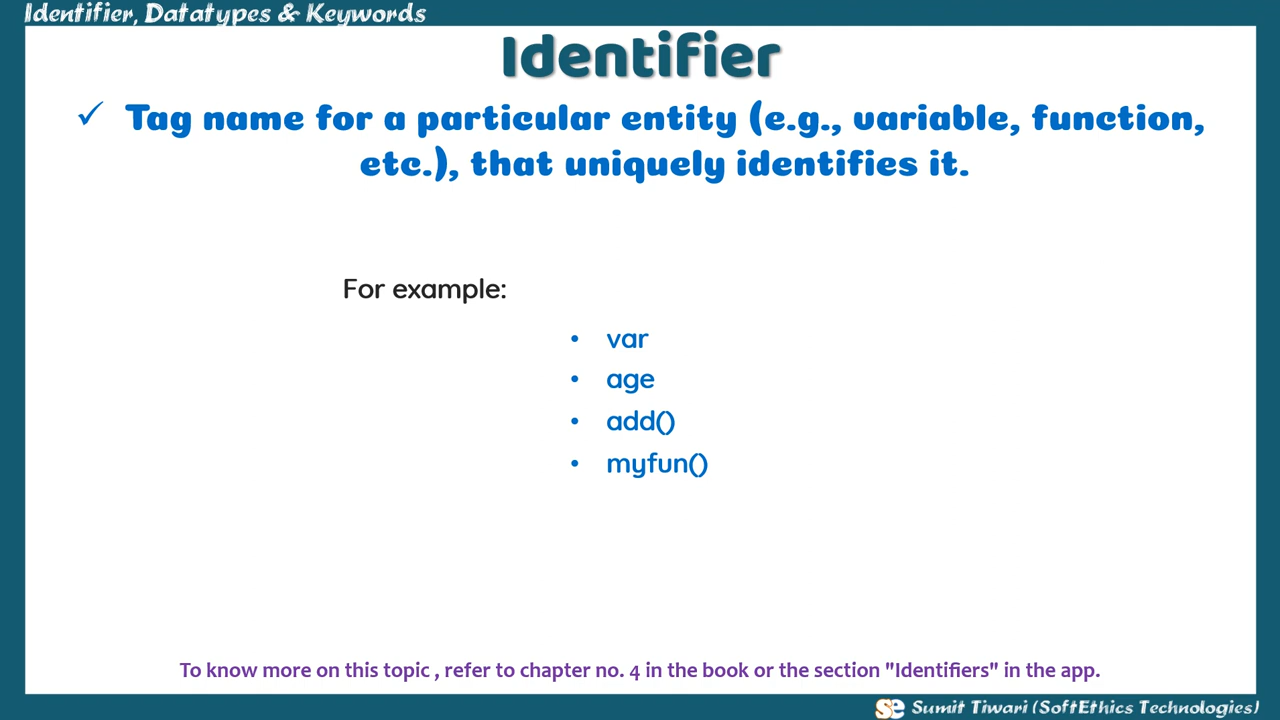 Identifier, Datatypes & Keywords
Identifier
✓ Tag name for a particular entity (e.g., variable, function,
etc.), that uniquely identifies it.
For example:
• var
• age
• add()
• myfun()
To know more on this topic , refer to chapter no. 4 in the book or the section "Identifiers" in the app.
se Sumit Tiwari (SoftEthics Technologies)